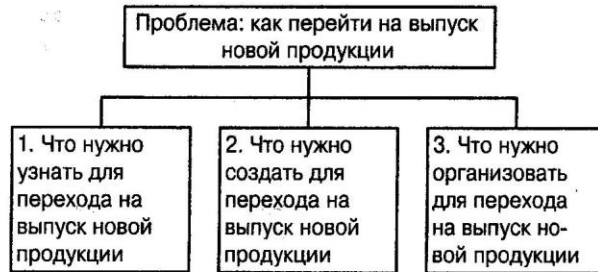 Проблема: как перейти на выпуск
новой продукции
1. Что нужно
узнать для
перехода на
выпуск новой
продукции
2. Что нужно
создать для
перехода на
выпуск новой
продукции
3. Что нужно
организовать
для перехода
на выпуск но-
вой продукции